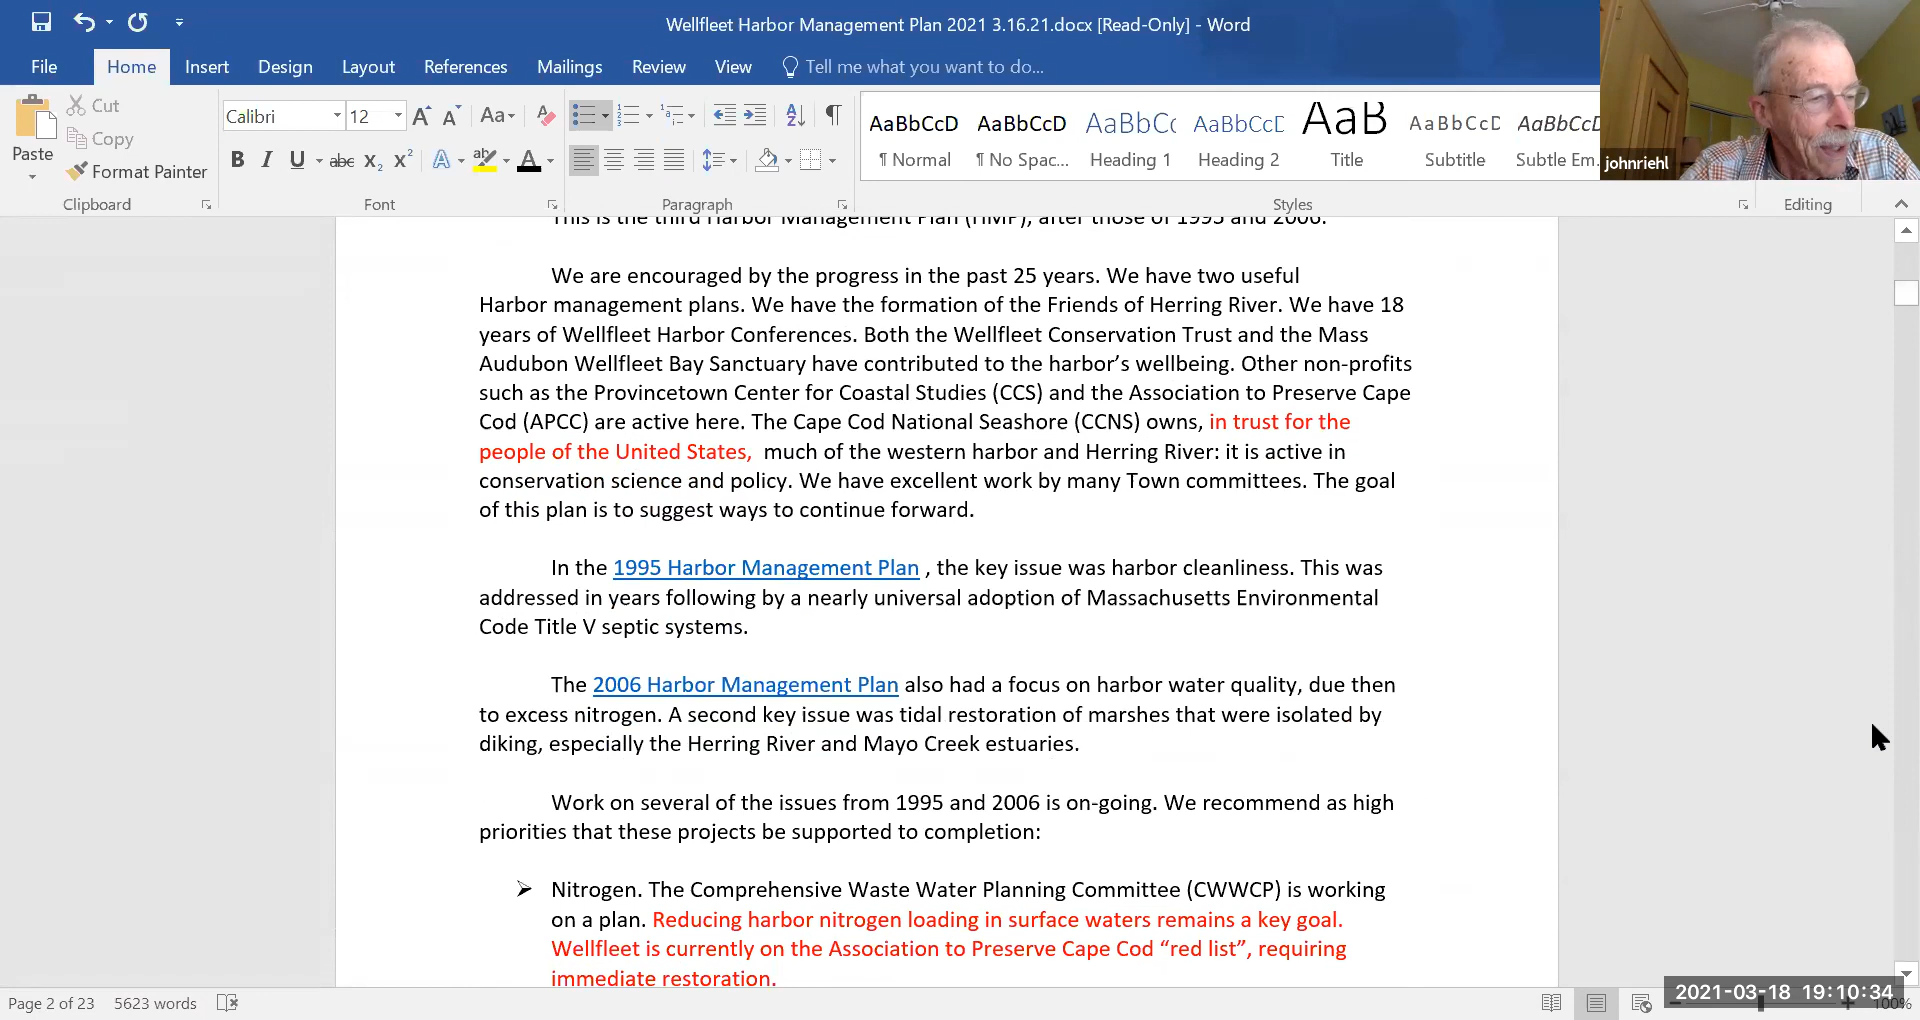 Wellfleet Harbor Management Plan 2021 3.16.21.docx [Read-Only] - Word
File Home Insert Design Layout References Mailings Review View Tell me what you want to do...
Paste
Cut
Copy
Format Painter
Clipboard
Calibri 12
Font
Paragraph
AaBbCcD AaBbCcD AaBbC AaBbCcD AaB AaBbCcD AaBbCcD
¶ Normal ¶ No Spac... Heading 1 Heading 2 Title Subtitle Subtle Em...
Styles
Editing
johnriehl
This is the third Harbor Management Plan (HMP), after those of 1995 and 2006.
We are encouraged by the progress in the past 25 years. We have two useful
Harbor management plans. We have the formation of the Friends of Herring River. We have 18
years of Wellfleet Harbor Conferences. Both the Wellfleet Conservation Trust and the Mass
Audubon Wellfleet Bay Sanctuary have contributed to the harbor’s wellbeing. Other non-profits
such as the Provincetown Center for Coastal Studies (CCS) and the Association to Preserve Cape
Cod (APCC) are active here. The Cape Cod National Seashore (CCNS) owns, in trust for the
people of the United States, much of the western harbor and Herring River: it is active in
conservation science and policy. We have excellent work by many Town committees. The goal
of this plan is to suggest ways to continue forward.
In the 1995 Harbor Management Plan , the key issue was harbor cleanliness. This was
addressed in years following by a nearly universal adoption of Massachusetts Environmental
Code Title V septic systems.
The 2006 Harbor Management Plan also had a focus on harbor water quality, due then
to excess nitrogen. A second key issue was tidal restoration of marshes that were isolated by
diking, especially the Herring River and Mayo Creek estuaries.
Work on several of the issues from 1995 and 2006 is on-going. We recommend as high
priorities that these projects be supported to completion:
➢ Nitrogen. The Comprehensive Waste Water Planning Committee (CWWCP) is working
on a plan. Reducing harbor nitrogen loading in surface waters remains a key goal.
Wellfleet is currently on the Association to Preserve Cape Cod “red list”, requiring
immediate restoration.
Page 2 of 23 5623 words
2021-03-18 19:10:34
100%